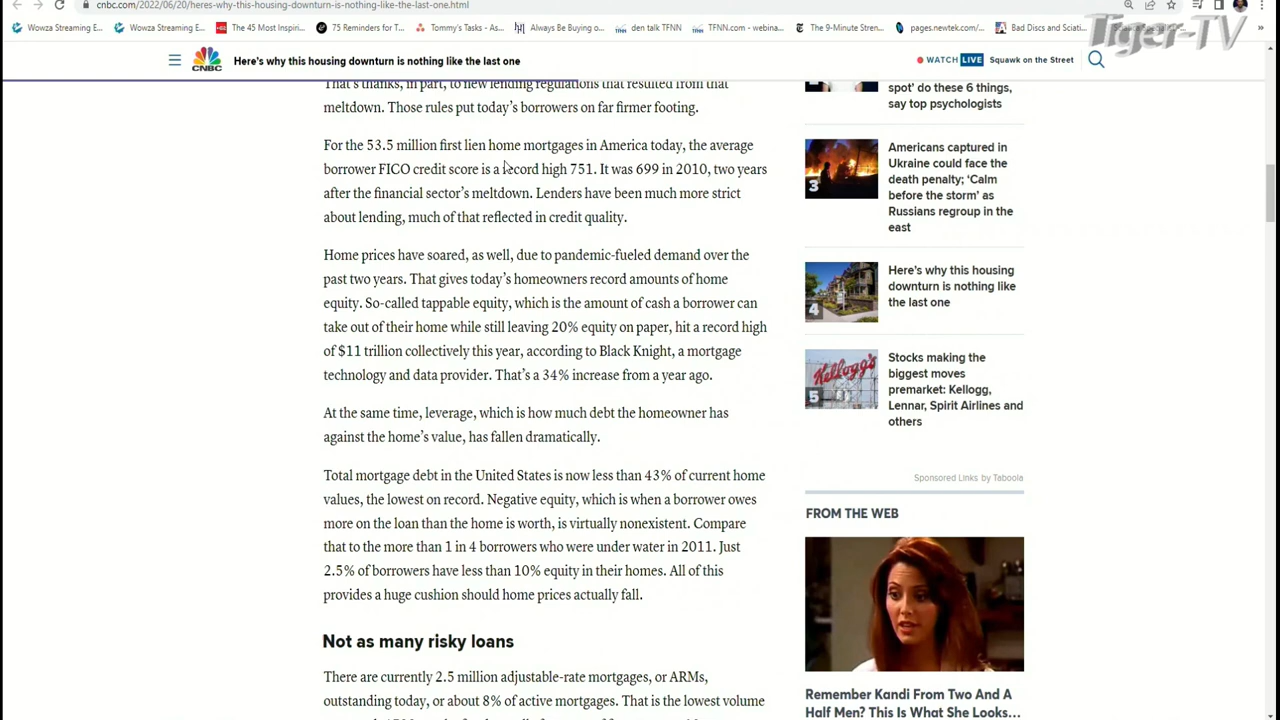 cnbc.com/2022/06/20/heres-why-this-housing-downturn-is-nothing-like-the-last-one.html
Wowza Streaming E...
Wowza Streaming E...
The 45 Most Inspiri...
75 Reminders for T...
Tommy's Tasks - As...
Always Be Buying o...
den talk TFNN
TFNN.com - webina...
The 9-Minute Stren...
pages.newtek.com/...
Bad Discs and Sciati...
Tiger-TV
CNBC
Here's why this housing downturn is nothing like the last one
WATCH LIVE Squawk on the Street
That's thanks, in part, to new lending regulations that resulted from that
meltdown. Those rules put today's borrowers on far firmer footing.
For the 53.5 million first lien home mortgages in America today, the average
borrower FICO credit score is a record high 751. It was 699 in 2010, two years
after the financial sector's meltdown. Lenders have been much more strict
about lending, much of that reflected in credit quality.
Home prices have soared, as well, due to pandemic-fueled demand over the
past two years. That gives today's homeowners record amounts of home
equity. So-called tappable equity, which is the amount of cash a borrower can
take out of their home while still leaving 20% equity on paper, hit a record high
of $11 trillion collectively this year, according to Black Knight, a mortgage
technology and data provider. That's a 34% increase from a year ago.
At the same time, leverage, which is how much debt the homeowner has
against the home's value, has fallen dramatically.
Total mortgage debt in the United States is now less than 43% of current home
values, the lowest on record. Negative equity, which is when a borrower owes
more on the loan than the home is worth, is virtually nonexistent. Compare
that to the more than 1 in 4 borrowers who were under water in 2011. Just
2.5% of borrowers have less than 10% equity in their homes. All of this
provides a huge cushion should home prices actually fall.
Not as many risky loans
There are currently 2.5 million adjustable-rate mortgages, or ARMs,
outstanding today, or about 8% of active mortgages. That is the lowest volume
spot' do these 6 things,
say top psychologists
3
Americans captured in
Ukraine could face the
death penalty; 'Calm
before the storm' as
Russians regroup in the
east
4
Here's why this housing
downturn is nothing like
the last one
Kellogg's
5
Stocks making the
biggest moves
premarket: Kellogg,
Lennar, Spirit Airlines and
others
Sponsored Links by Taboola
FROM THE WEB
Remember Kandi From Two And A
Half Men? This Is What She Looks...